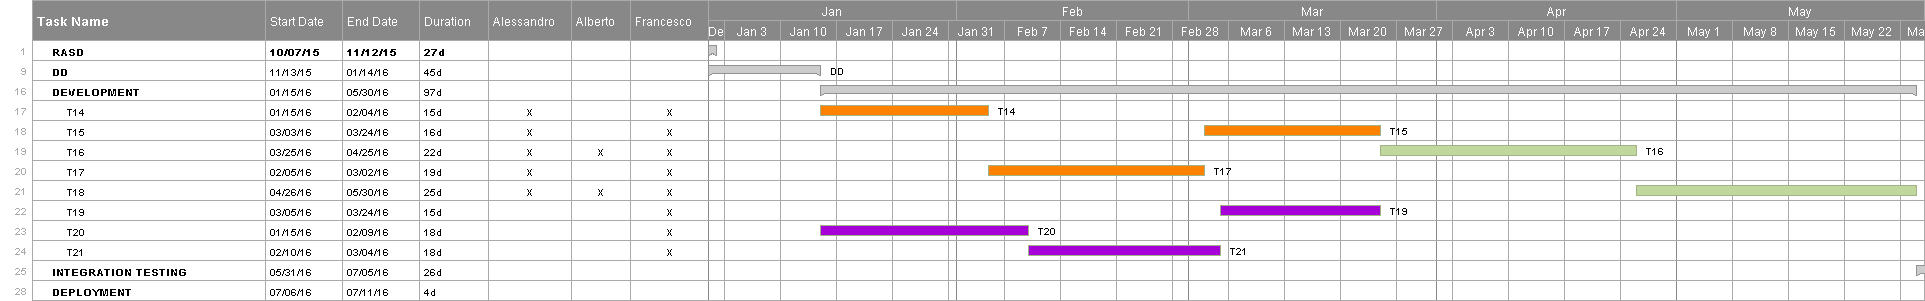 Jan Feb Mar Apr May
Task Name Start Date End Date Duration Alessandro Alberto Francesco
De Jan 3 Jan 10 Jan 17 Jan 24 Jan 31 Feb 7 Feb 14 Feb 21 Feb 28 Mar 6 Mar 13 Mar 20 Mar 27 Apr 3 Apr 10 Apr 17 Apr 24 May 1 May 8 May 15 May 22 Ma
1 RASD 10/07/15 11/12/15 27d
9 DD 11/13/15 01/14/16 45d DD
16 DEVELOPMENT 01/15/16 05/30/16 97d
17 T14 01/15/16 02/04/16 15d X X T14
18 T15 03/03/16 03/24/16 16d X X T15
19 T16 03/25/16 04/25/16 22d X X X T16
20 T17 02/05/16 03/02/16 19d X X T17
21 T18 04/26/16 05/30/16 25d X X X
22 T19 03/05/16 03/24/16 15d X T19
23 T20 01/15/16 02/09/16 18d X T20
24 T21 02/10/16 03/04/16 18d X T21
25 INTEGRATION TESTING 05/31/16 07/05/16 26d
28 DEPLOYMENT 07/06/16 07/11/16 4d